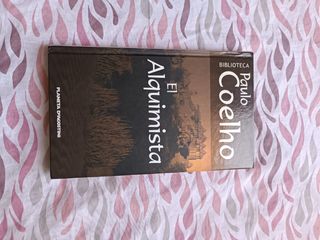 BIBLIOTECA
Paulo
Coelho
El
Alquimista
PLANETA DEAGOSTINI